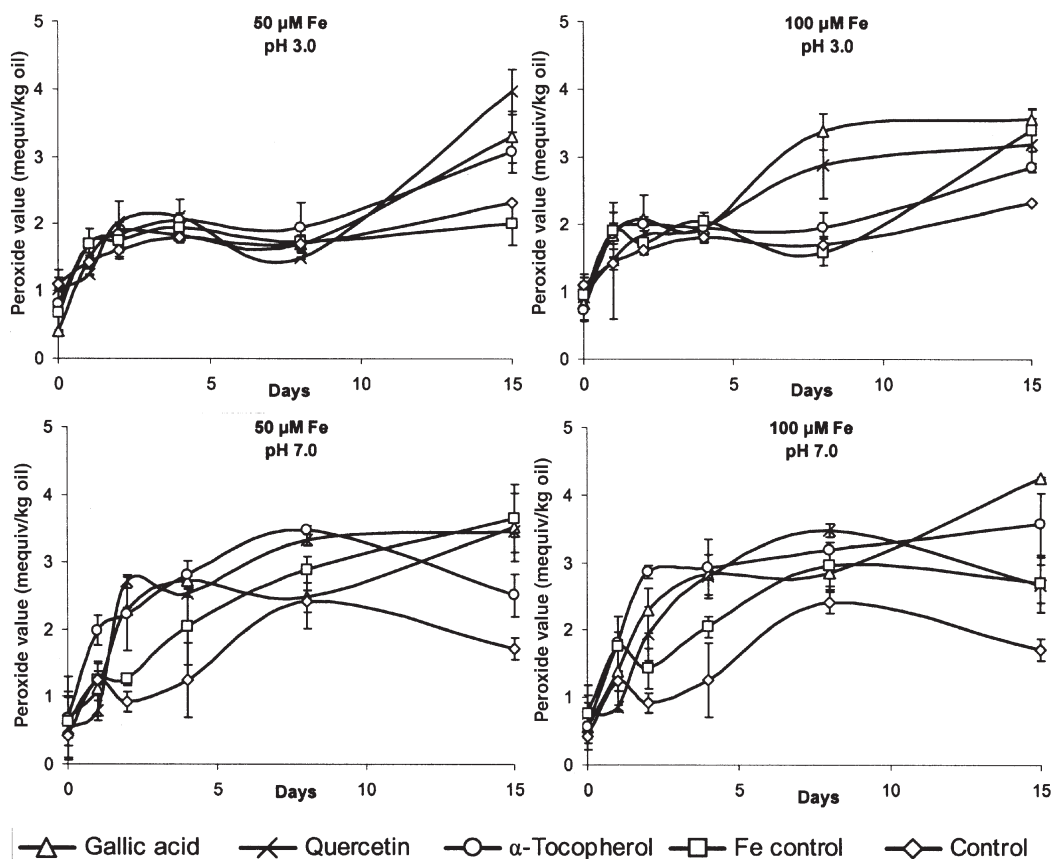 50 µM Fe
pH 3.0
Peroxide value (mequiv/kg oil)
5
4
3
2
1
0
0 5 10 15
Days
100 µM Fe
pH 3.0
Peroxide value (mequiv/kg oil)
5
4
3
2
1
0
0 5 10 15
Days
50 µM Fe
pH 7.0
Peroxide value (mequiv/kg oil)
5
4
3
2
1
0
0 5 10 15
Days
100 µM Fe
pH 7.0
Peroxide value (mequiv/kg oil)
5
4
3
2
1
0
0 5 10 15
Days
Gallic acid Quercetin α-Tocopherol Fe control Control